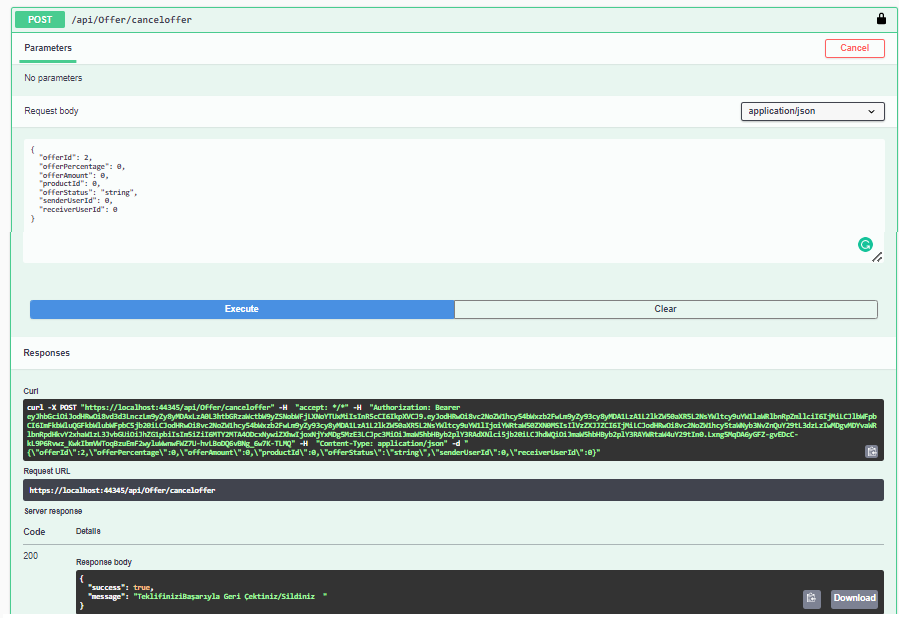 POST /api/Offer/canceloffer
Parameters
Cancel
No parameters
Request body
application/json
{
"offerId": 2,
"offerPercentage": 0,
"offerAmount": 0,
"productId": 0,
"offerStatus": "string",
"senderUserId": 0,
"receiverUserId": 0
}
Execute
Clear
Responses
Curl
curl -X POST "https://localhost:44345/api/Offer/canceloffer" -H "accept: */*" -H "Authorization: Bearer
-H "Content-Type: application/json" -d "
{\"offerId\":2,\"offerPercentage\":0,\"offerAmount\":0,\"productId\":0,\"offerStatus\":\"string\",\"senderUserId\":0,\"receiverUserId\":0}"
Request URL
https://localhost:44345/api/Offer/canceloffer
Server response
Code Details
200
Response body
{
"success": true,
"message": "TeklifiniziBaşarıyla Geri Çektiniz/Sildiniz "
}
Download